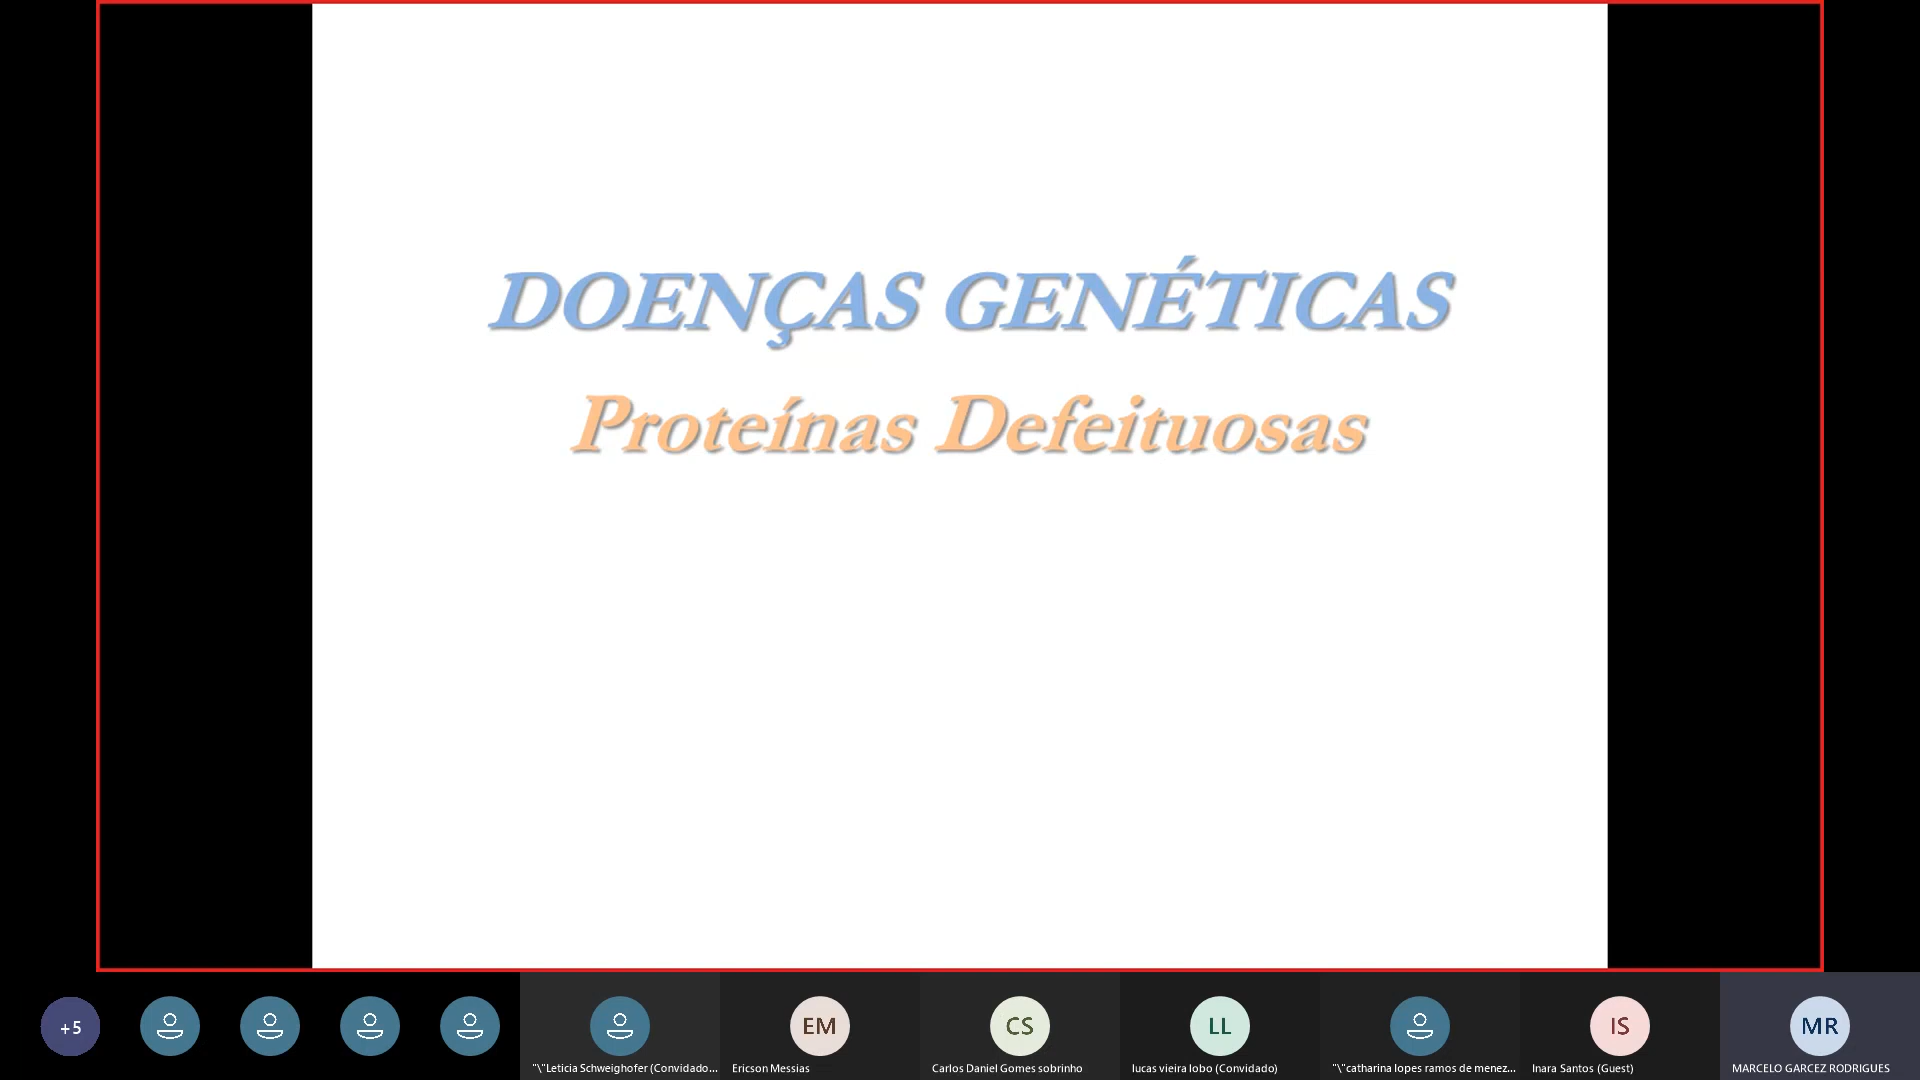 DOENÇAS GENÉTICAS
Proteínas Defeituosas
+5
EM
CS
LL
IS
MR
"\"Leticia Schweighofer (Convidado...
Ericson Messias
Carlos Daniel Gomes sobrinho
lucas vieira lobo (Convidado)
"\"catharina lopes ramos de menez...
Inara Santos (Guest)
MARCELO GARCEZ RODRIGUES